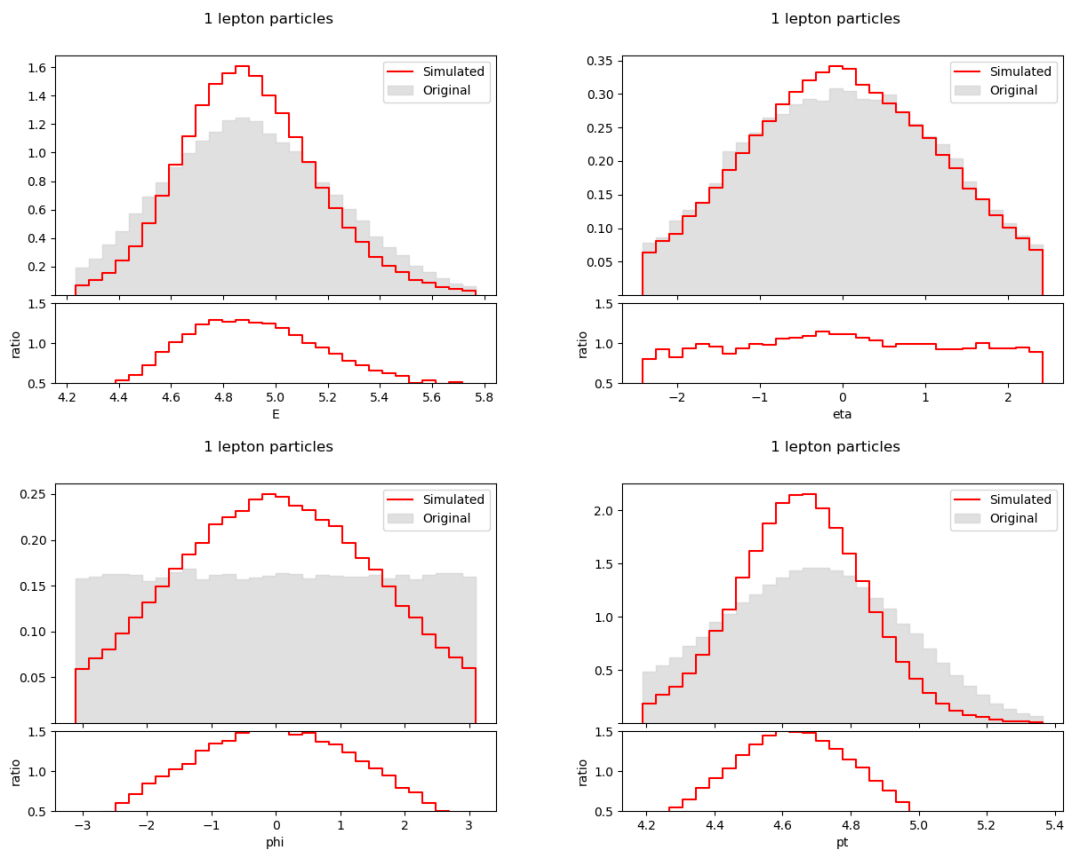 1 lepton particles
1.6
1.4
1.2
1.0
0.8
0.6
0.4
0.2
Simulated
Original
1.5
1.0
0.5
ratio
4.2 4.4 4.6 4.8 5.0 5.2 5.4 5.6 5.8
E
1 lepton particles
0.35
0.30
0.25
0.20
0.15
0.10
0.05
Simulated
Original
1.5
1.0
0.5
ratio
−2 −1 0 1 2
eta
1 lepton particles
0.25
0.20
0.15
0.10
0.05
Simulated
Original
1.5
1.0
0.5
ratio
−3 −2 −1 0 1 2 3
phi
1 lepton particles
2.0
1.5
1.0
0.5
Simulated
Original
1.5
1.0
0.5
ratio
4.2 4.4 4.6 4.8 5.0 5.2 5.4
pt